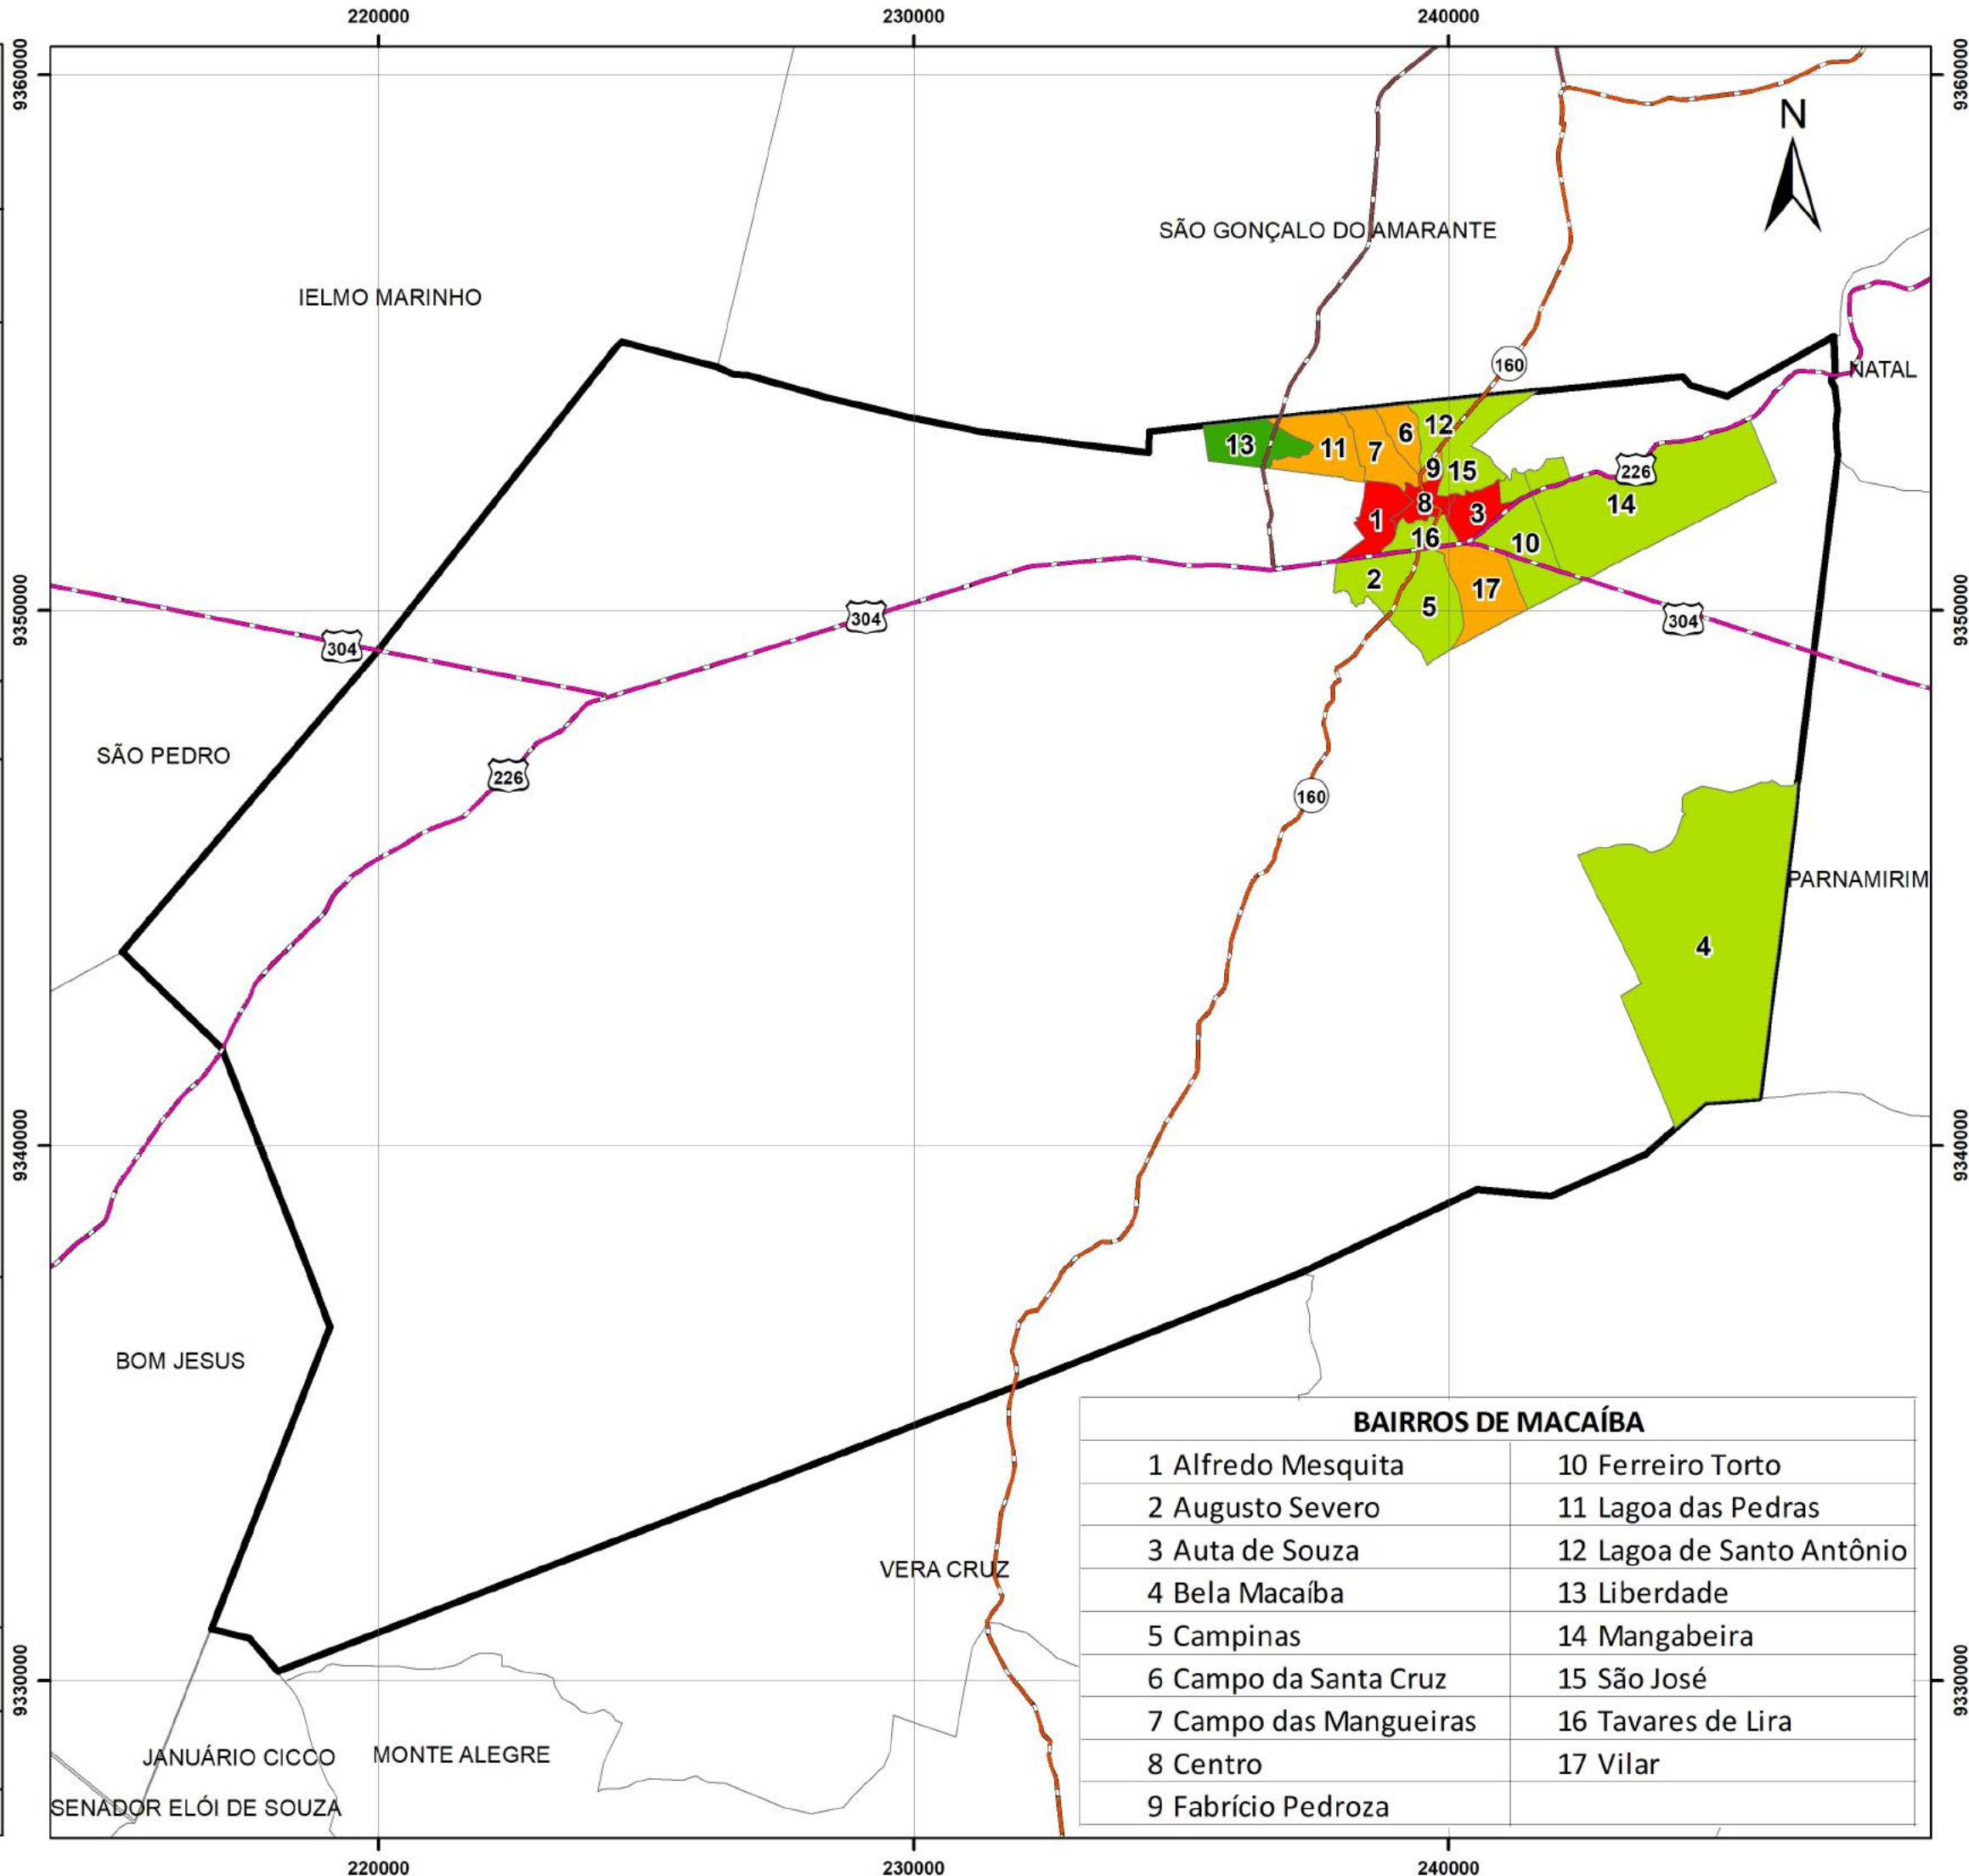 220000
230000
240000
9360000
9360000
N
SÃO GONÇALO DO AMARANTE
IELMO MARINHO
160
NATAL
12
6
13
11
7
9
15
226
8
14
1
3
16
10
2
17
5
9350000
9350000
304
304
304
SÃO PEDRO
226
160
PARNAMIRIM
4
9340000
9340000
BOM JESUS
VERA CRUZ
BAIRROS DE MACAÍBA
1 Alfredo Mesquita
10 Ferreiro Torto
2 Augusto Severo
11 Lagoa das Pedras
3 Auta de Souza
12 Lagoa de Santo Antônio
4 Bela Macaíba
13 Liberdade
5 Campinas
14 Mangabeira
6 Campo da Santa Cruz
15 São José
7 Campo das Mangueiras
16 Tavares de Lira
8 Centro
17 Vilar
9 Fabrício Pedroza
9330000
9330000
JANUÁRIO CICCO
MONTE ALEGRE
SENADOR ELÓI DE SOUZA
220000
230000
240000